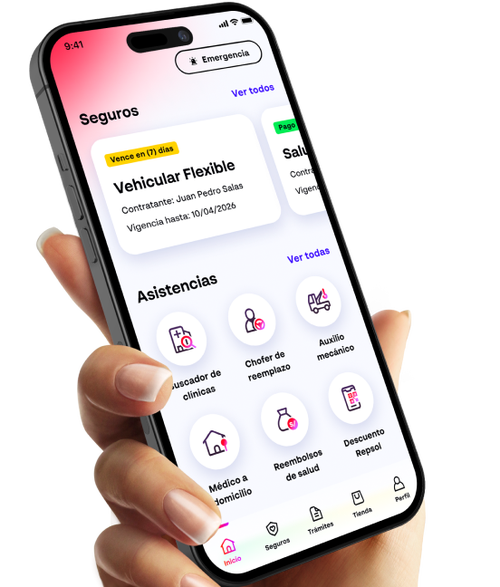 9:41
Emergencia
Seguros
Ver todos
Vence en (7) días
Vehicular Flexible
Contratante: Juan Pedro Salas
Vigencia hasta: 10/04/2026
Pago
Salu
Contra
Vigenc
Asistencias
Ver todas
uscador de
clínicas
Chofer de
reemplazo
Auxilio
mecánico
Médico a
domicilio
Reembolsos
de salud
Descuento
Repsol
Inicio
Seguros
Trámites
Tienda
Perfil